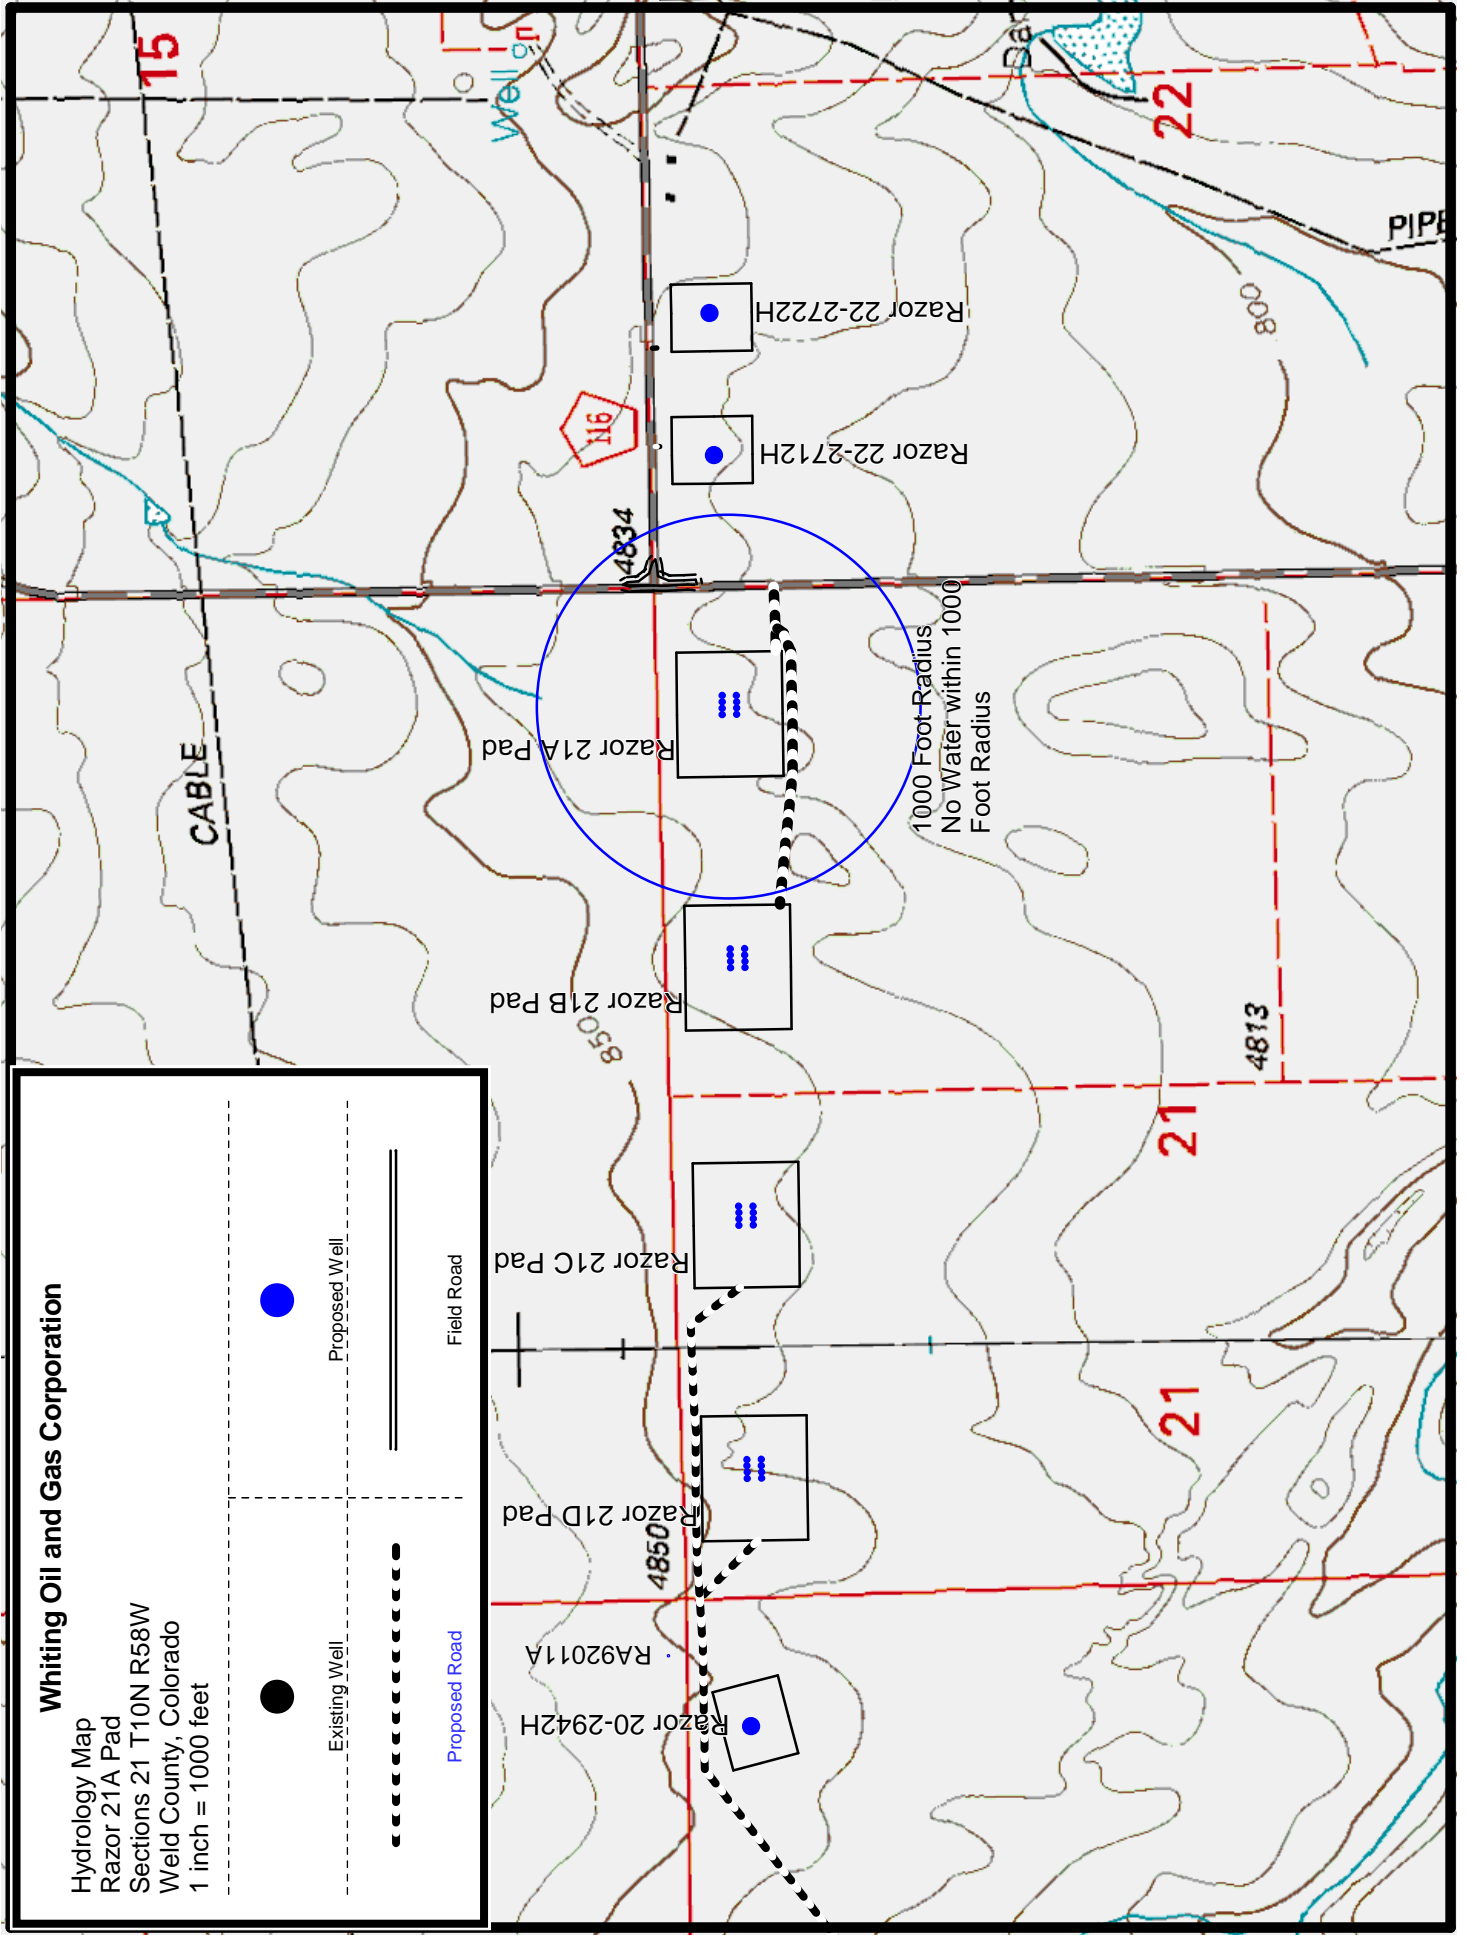 Whiting Oil and Gas Corporation
Hydrology Map
Razor 21A Pad
Sections 21 T10N R58W
Weld County, Colorado
1 inch = 1000 feet
Existing Well
Proposed Well
Proposed Road
Field Road
15
Well
CABLE
22
PIPE
800
116
4834
Razor 22-2722H
Razor 22-2712H
Razor 21A Pad
1000 Foot Radius
No Water within 1000
Foot Radius
Razor 21B Pad
850
4813
21
Razor 21C Pad
21
Razor 21D Pad
4850
RA92011A
Razor 20-2942H